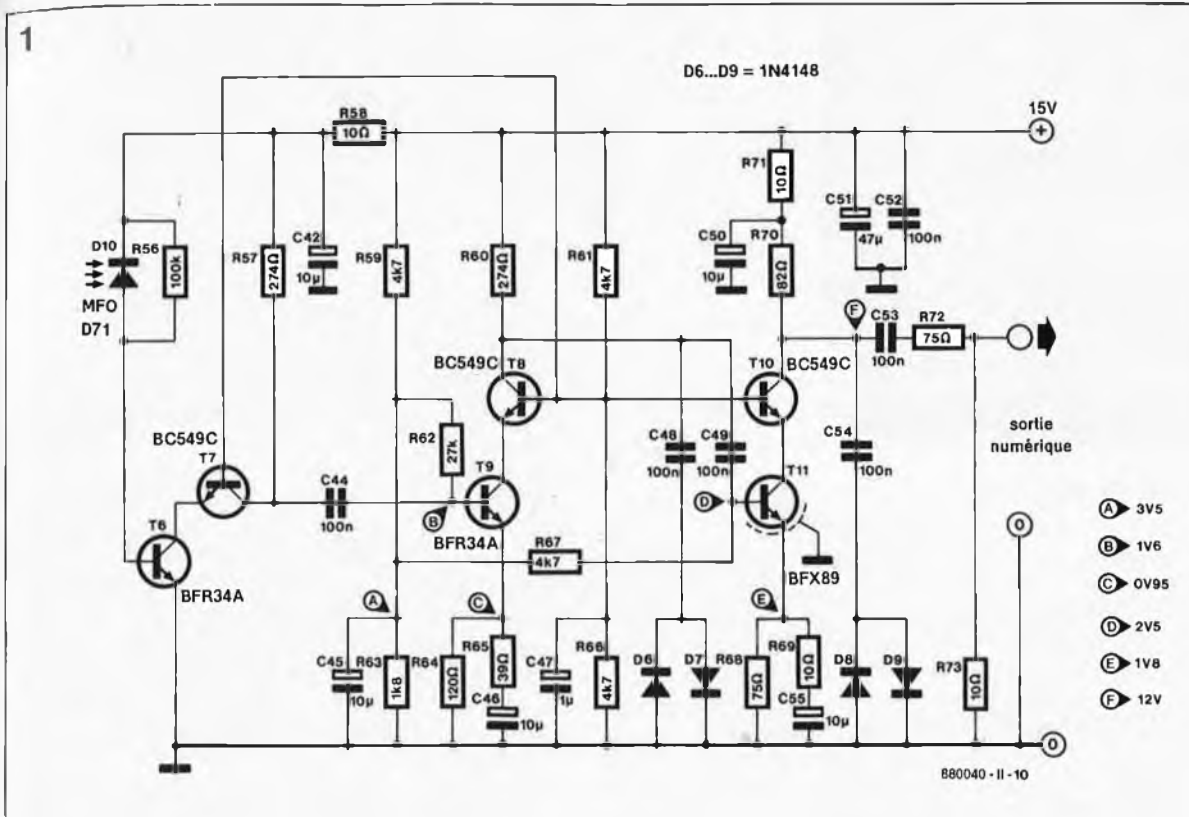 1
D6...D9 = 1N4148
15V
+
R58
10Ω
R71
10Ω
C51
47µ
C52
100n
D10
MFO
D71
R56
100k
R57
274Ω
C42
10µ
R59
4k7
R60
274Ω
R61
4k7
C50
10µ
R70
82Ω
F
C53
100n
R72
75Ω
BC549C
T8
T10
BC549C
sortie
numérique
BC549C
T7
R62
27k
C48
100n
C49
100n
C54
100n
C44
100n
T9
B
BFR34A
D
T11
BFX89
T6
BFR34A
R67
4k7
0
A
C
E
C45
10µ
R63
1k8
R64
120Ω
R65
39Ω
C46
10µ
C47
1µ
R66
4k7
D6
D7
R68
75Ω
R69
10Ω
C55
10µ
D8
D9
R73
10Ω
0
A 3V5
B 1V6
C 0V95
D 2V5
E 1V8
F 12V
880040 - II - 10